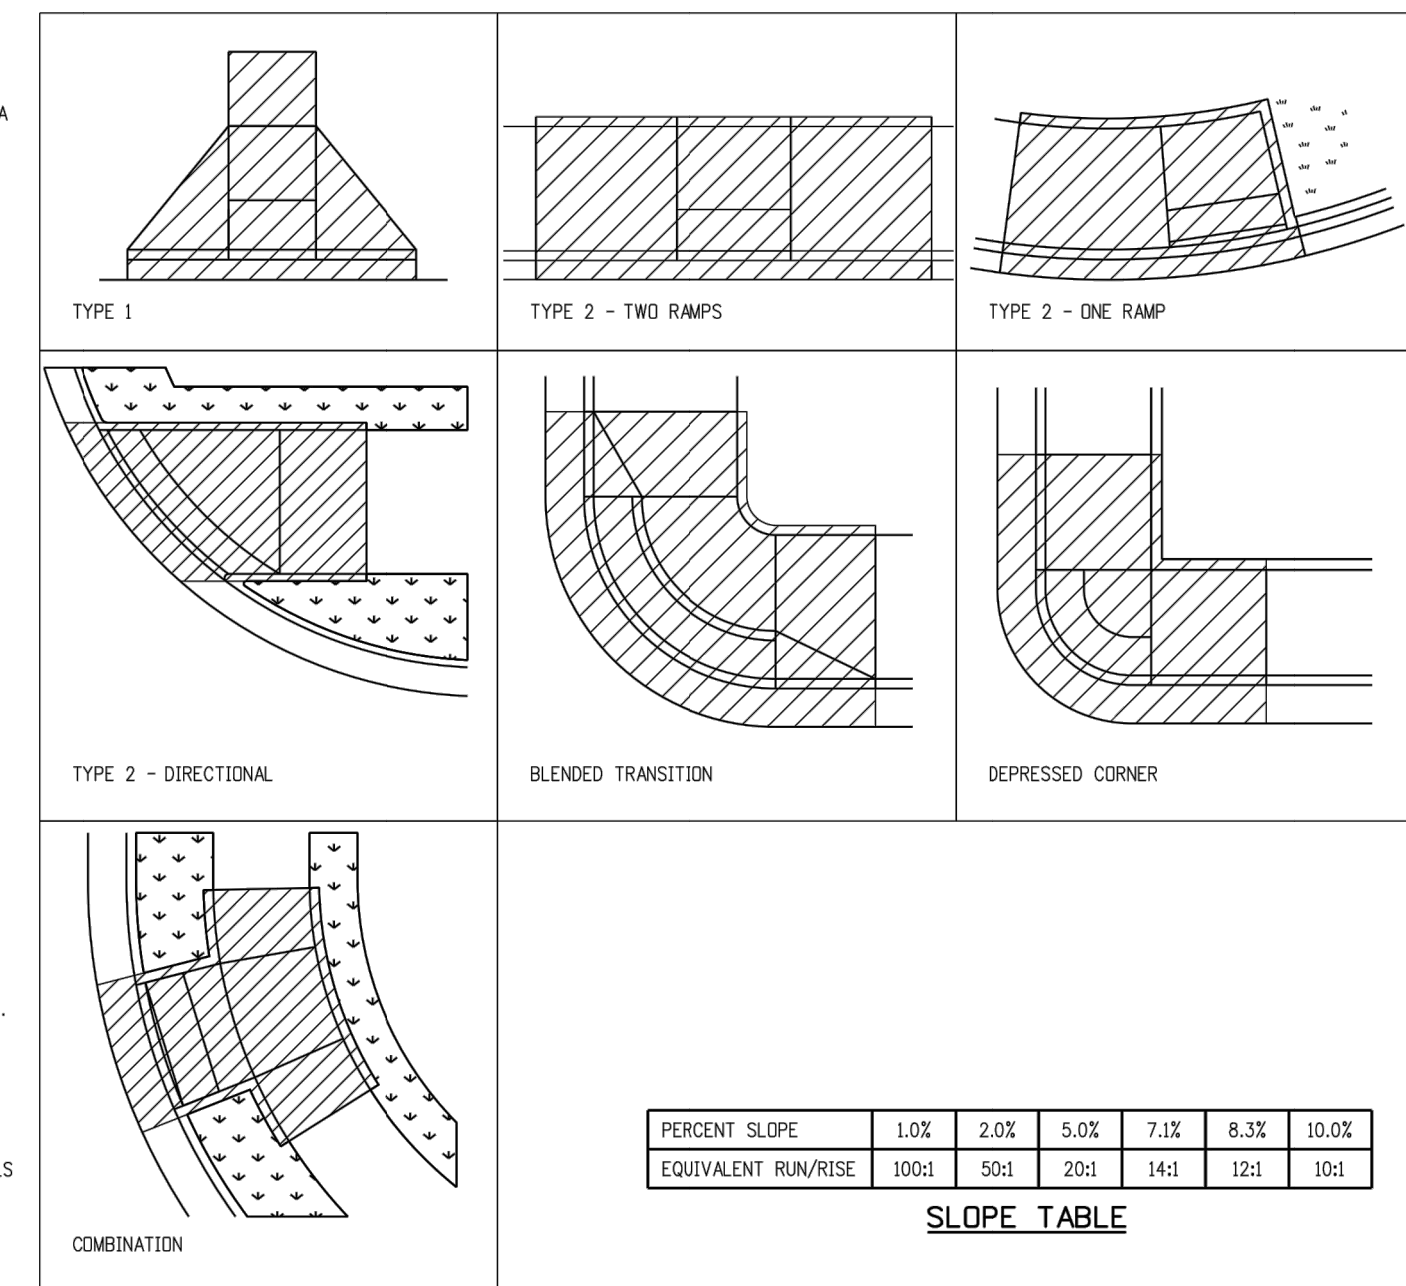 A
TYPE 1
TYPE 2 - TWO RAMPS
TYPE 2 - ONE RAMP
TYPE 2 - DIRECTIONAL
BLENDED TRANSITION
DEPRESSED CORNER
.
LS
COMBINATION
PERCENT SLOPE 1.0% 2.0% 5.0% 7.1% 8.3% 10.0%
EQUIVALENT RUN/RISE 100:1 50:1 20:1 14:1 12:1 10:1
SLOPE TABLE